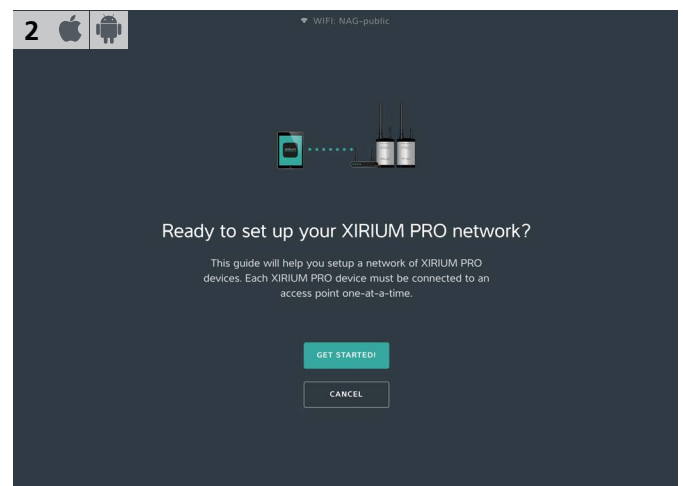 2
WIFI: NAG-public
Ready to set up your XIRIUM PRO network?
This guide will help you setup a network of XIRIUM PRO
devices. Each XIRIUM PRO device must be connected to an
access point one-at-a-time.
GET STARTED!
CANCEL